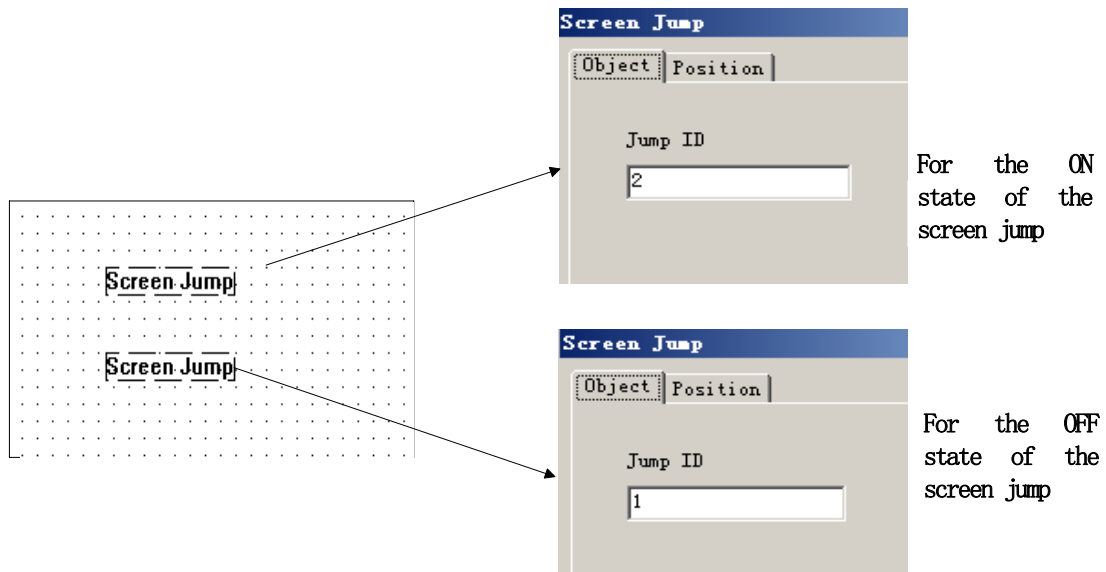 Screen Jump
Object Position
Jump ID
2
For the ON
state of the
screen jump
Screen Jump
Screen Jump
Screen Jump
Object Position
Jump ID
1
For the OFF
state of the
screen jump